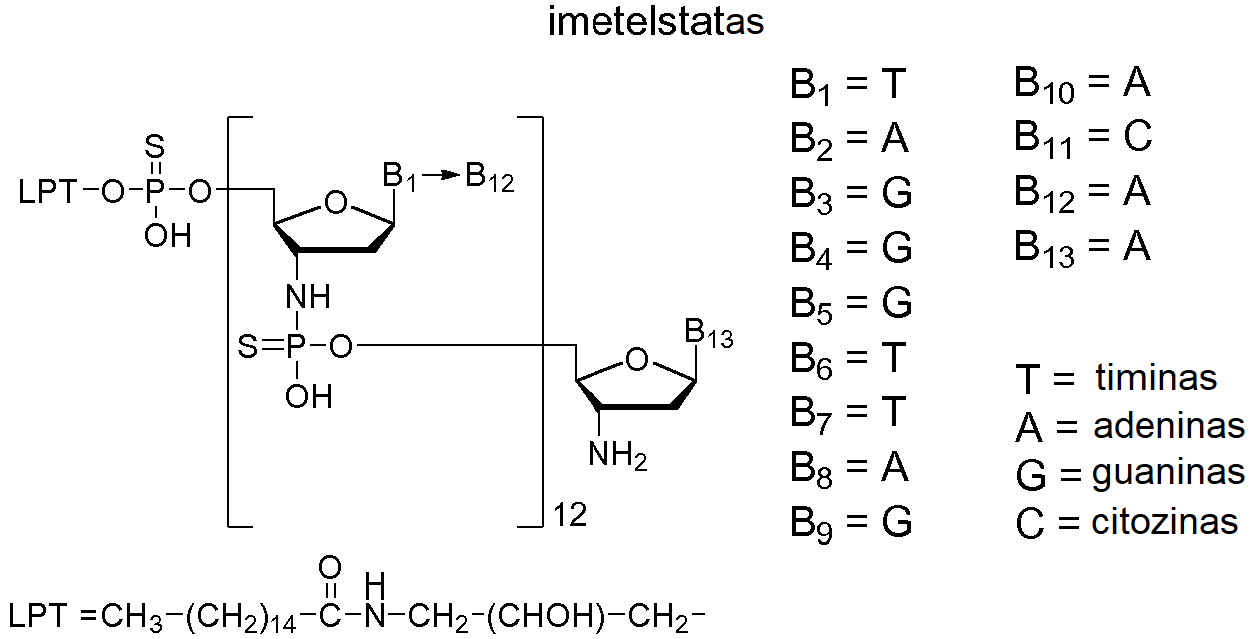 imetelstatas
B1 = T
B2 = A
B3 = G
B4 = G
B5 = G
B6 = T
B7 = T
B8 = A
B9 = G
B10 = A
B11 = C
B12 = A
B13 = A
T = timinas
A = adeninas
G = guaninas
C = citozinas
S
LPT–O–P–O
OH
O
B1→B12
NH
S=P–O
OH
O
B13
NH2
12
O
LPT =CH3–(CH2)14–C–N–CH2-(CHOH)–CH2-
H